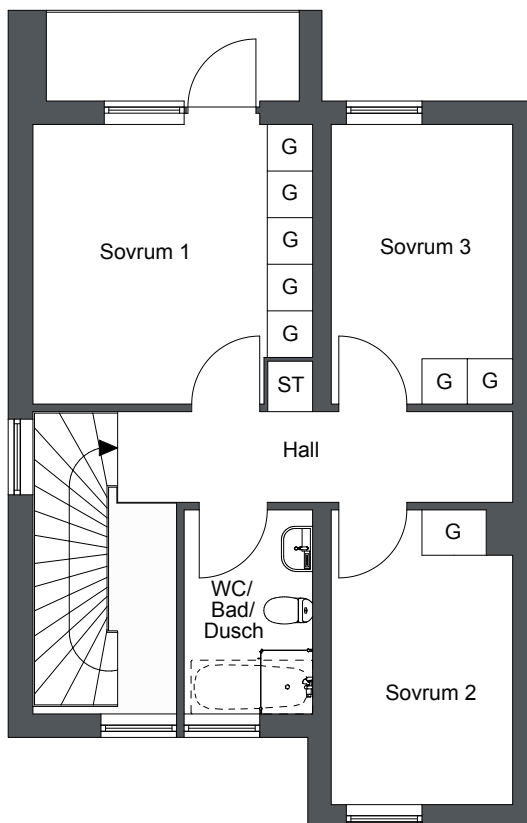 G
G
Sovrum 1
G
Sovrum 3
G
G
ST
G
G
Hall
G
WC/
Bad/
Dusch
Sovrum 2